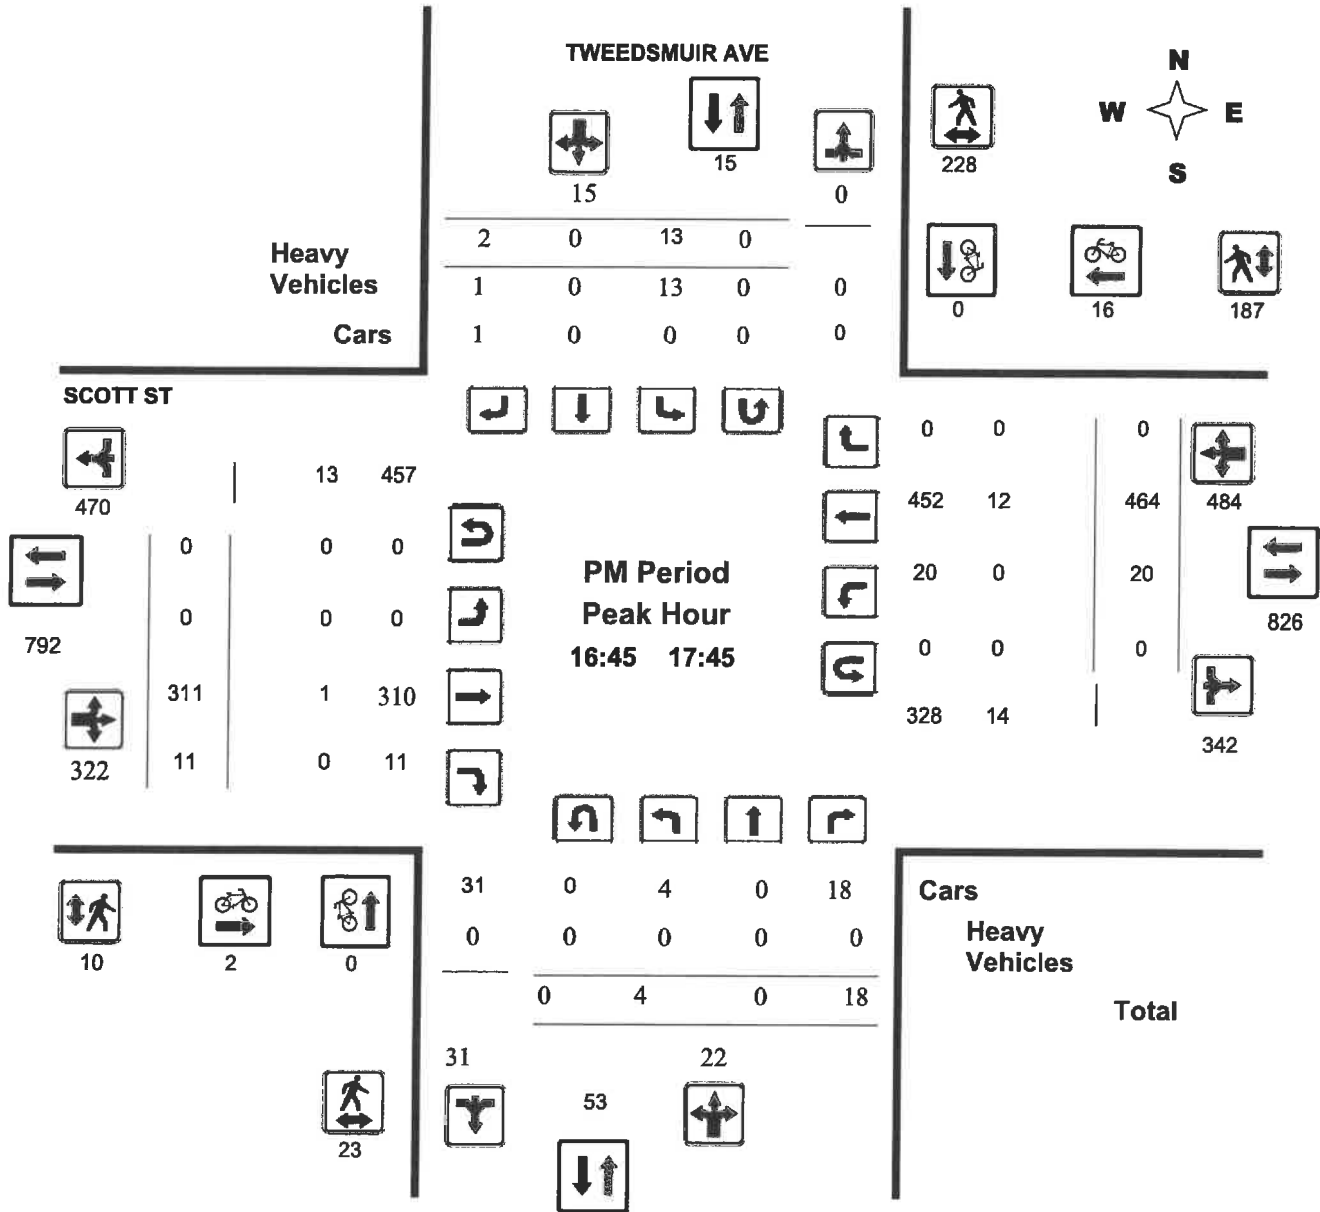 TWEEDSMUIR AVE
N
W E
S
15
15
0
228
Heavy
Vehicles
Cars
2 0 13 0
1 0 13 0 0
1 0 0 0 0
0 16 187
SCOTT ST
470
13 457
0 0 0
0 0 0
792
311 1 310
322
11 0 11
PM Period
Peak Hour
16:45 17:45
0 0 0
452 12 464 484
20 0 20
826
0 0 0
328 14
342
10 2 0
31 0 4 0 18
0 0 0 0 0
0 4 0 18
Cars
Heavy
Vehicles
Total
31 22
53
23